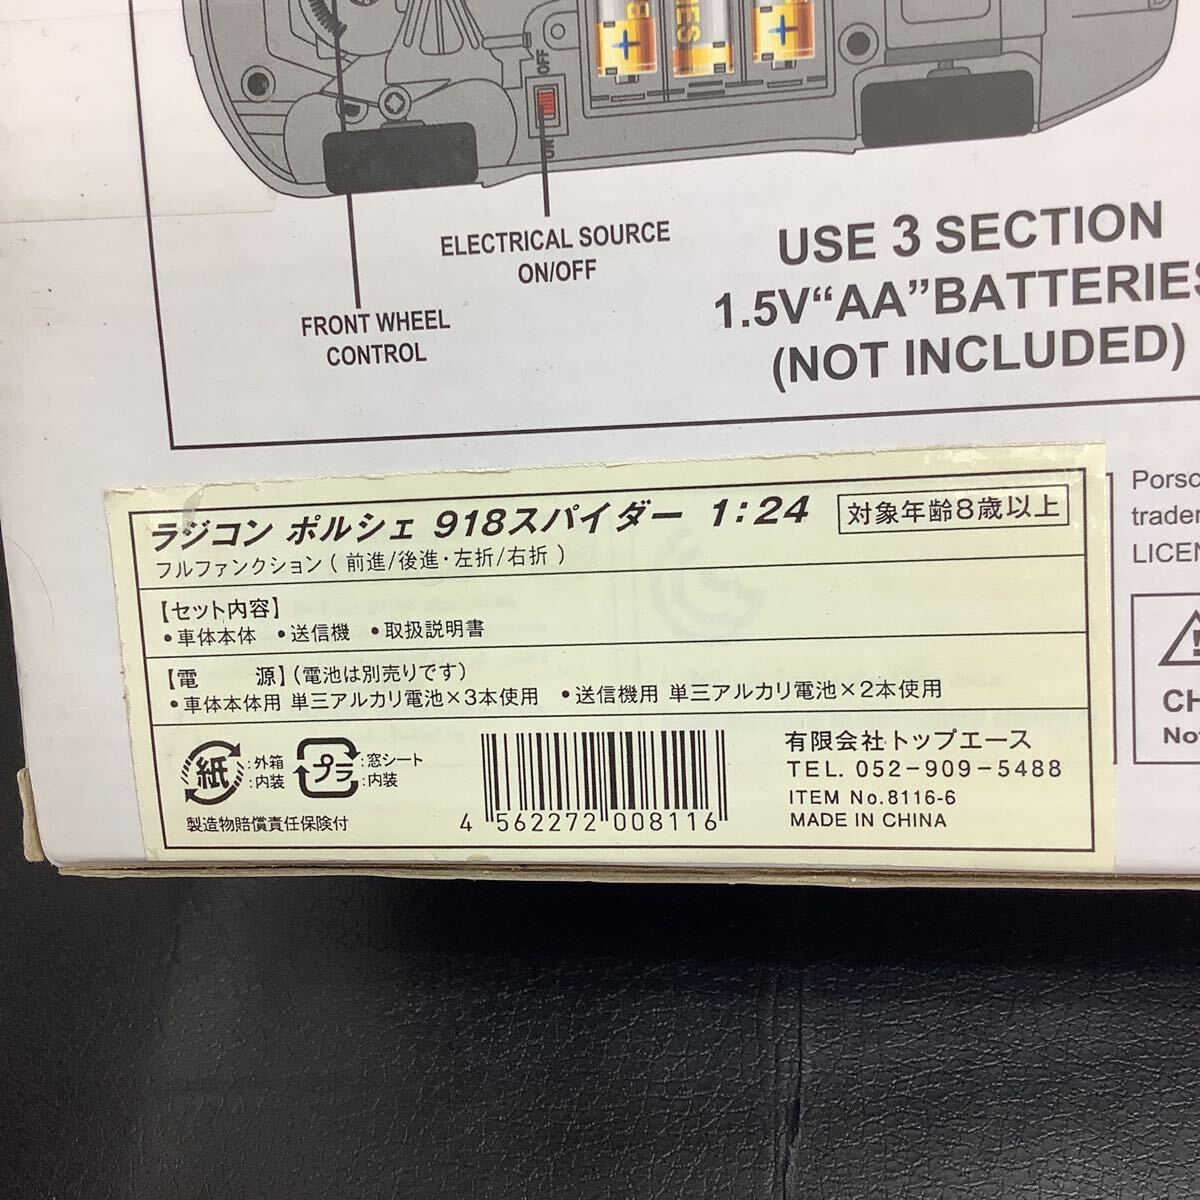 OFF
ON
ELECTRICAL SOURCE
ON/OFF
FRONT WHEEL
CONTROL
USE 3 SECTION
1.5V“AA”BATTERIES
(NOT INCLUDED)
ラジコン ポルシェ 918スパイダー 1:24
対象年齢8歳以上
フルファンクション ( 前進/後進・左折/右折 )
【セット内容】
・車体本体 ・送信機 ・取扱説明書
【電　源】(電池は別売りです)
・車体本体用 単三アルカリ電池×3本使用 ・送信機用 単三アルカリ電池×2本使用
紙
:外箱
:内装
プラ
:窓シート
:内装
製造物賠償責任保険付
4 562272 008116
有限会社トップエース
TEL. 052-909-5488
ITEM No.8116-6
MADE IN CHINA